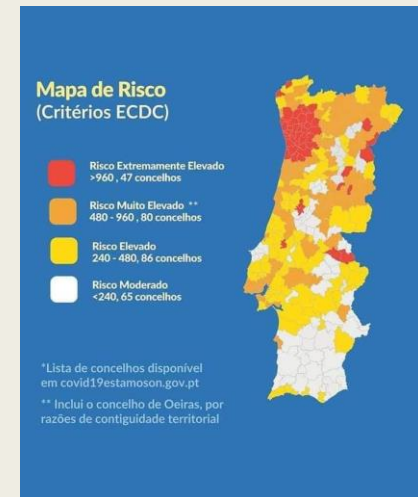 Mapa de Risco
(Critérios ECDC)
Risco Extremamente Elevado
>960 , 47 concelhos
Risco Muito Elevado **
480 - 960 , 80 concelhos
Risco Elevado
240 - 480, 86 concelhos
Risco Moderado
<240, 65 concelhos
*Lista de concelhos disponível
em covid19estamoson.gov.pt
** Inclui o concelho de Oeiras, por
razões de contiguidade territorial